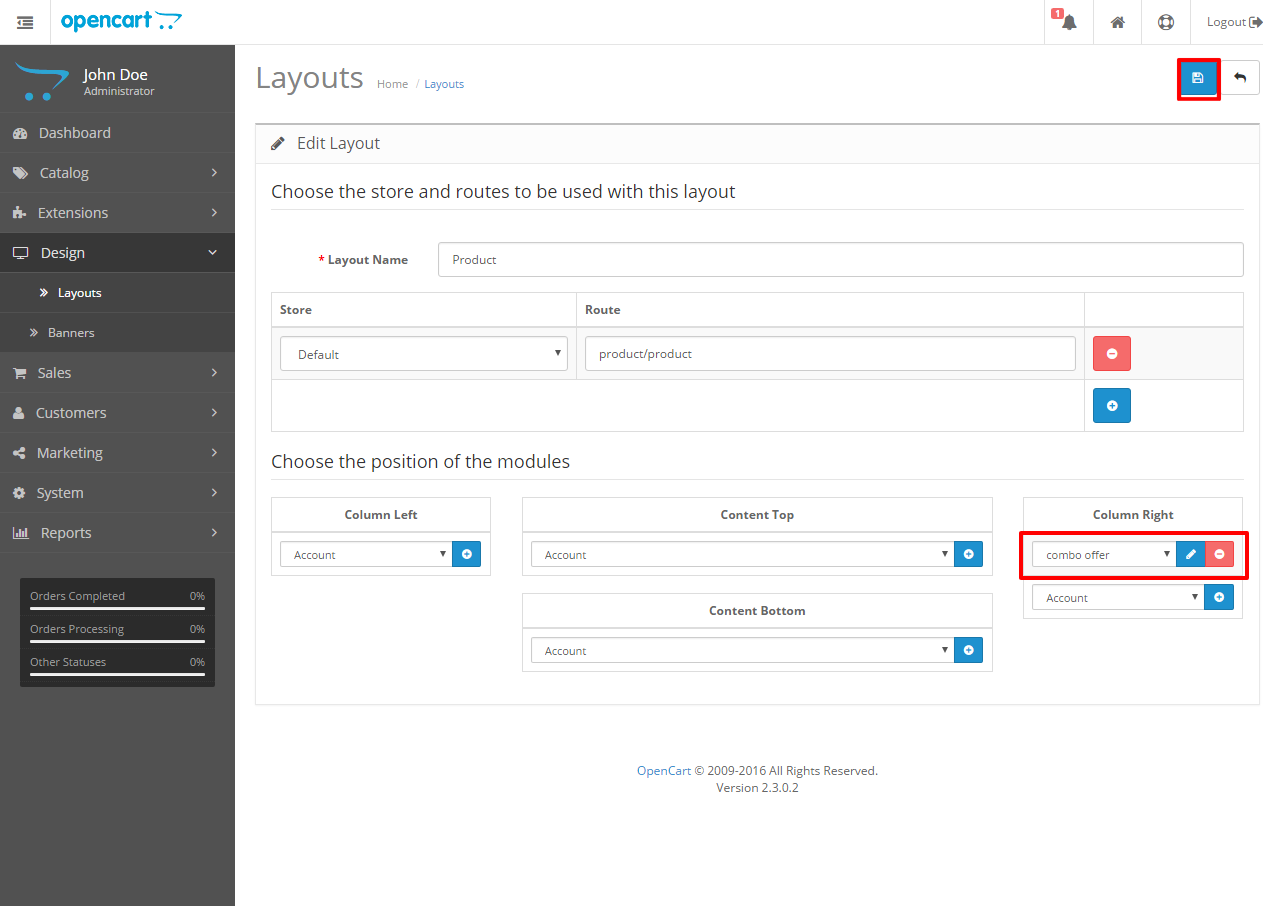 opencart
1
Logout
John Doe
Administrator
Layouts
Home / Layouts
Dashboard
Catalog
Extensions
Design
Layouts
Banners
Sales
Customers
Marketing
System
Reports
Orders Completed 0%
Orders Processing 0%
Other Statuses 0%
Edit Layout
Choose the store and routes to be used with this layout
* Layout Name Product
Store Route
Default product/product
Choose the position of the modules
Column Left
Account
Content Top
Account
Content Bottom
Account
Column Right
combo offer
Account
OpenCart © 2009-2016 All Rights Reserved.
Version 2.3.0.2